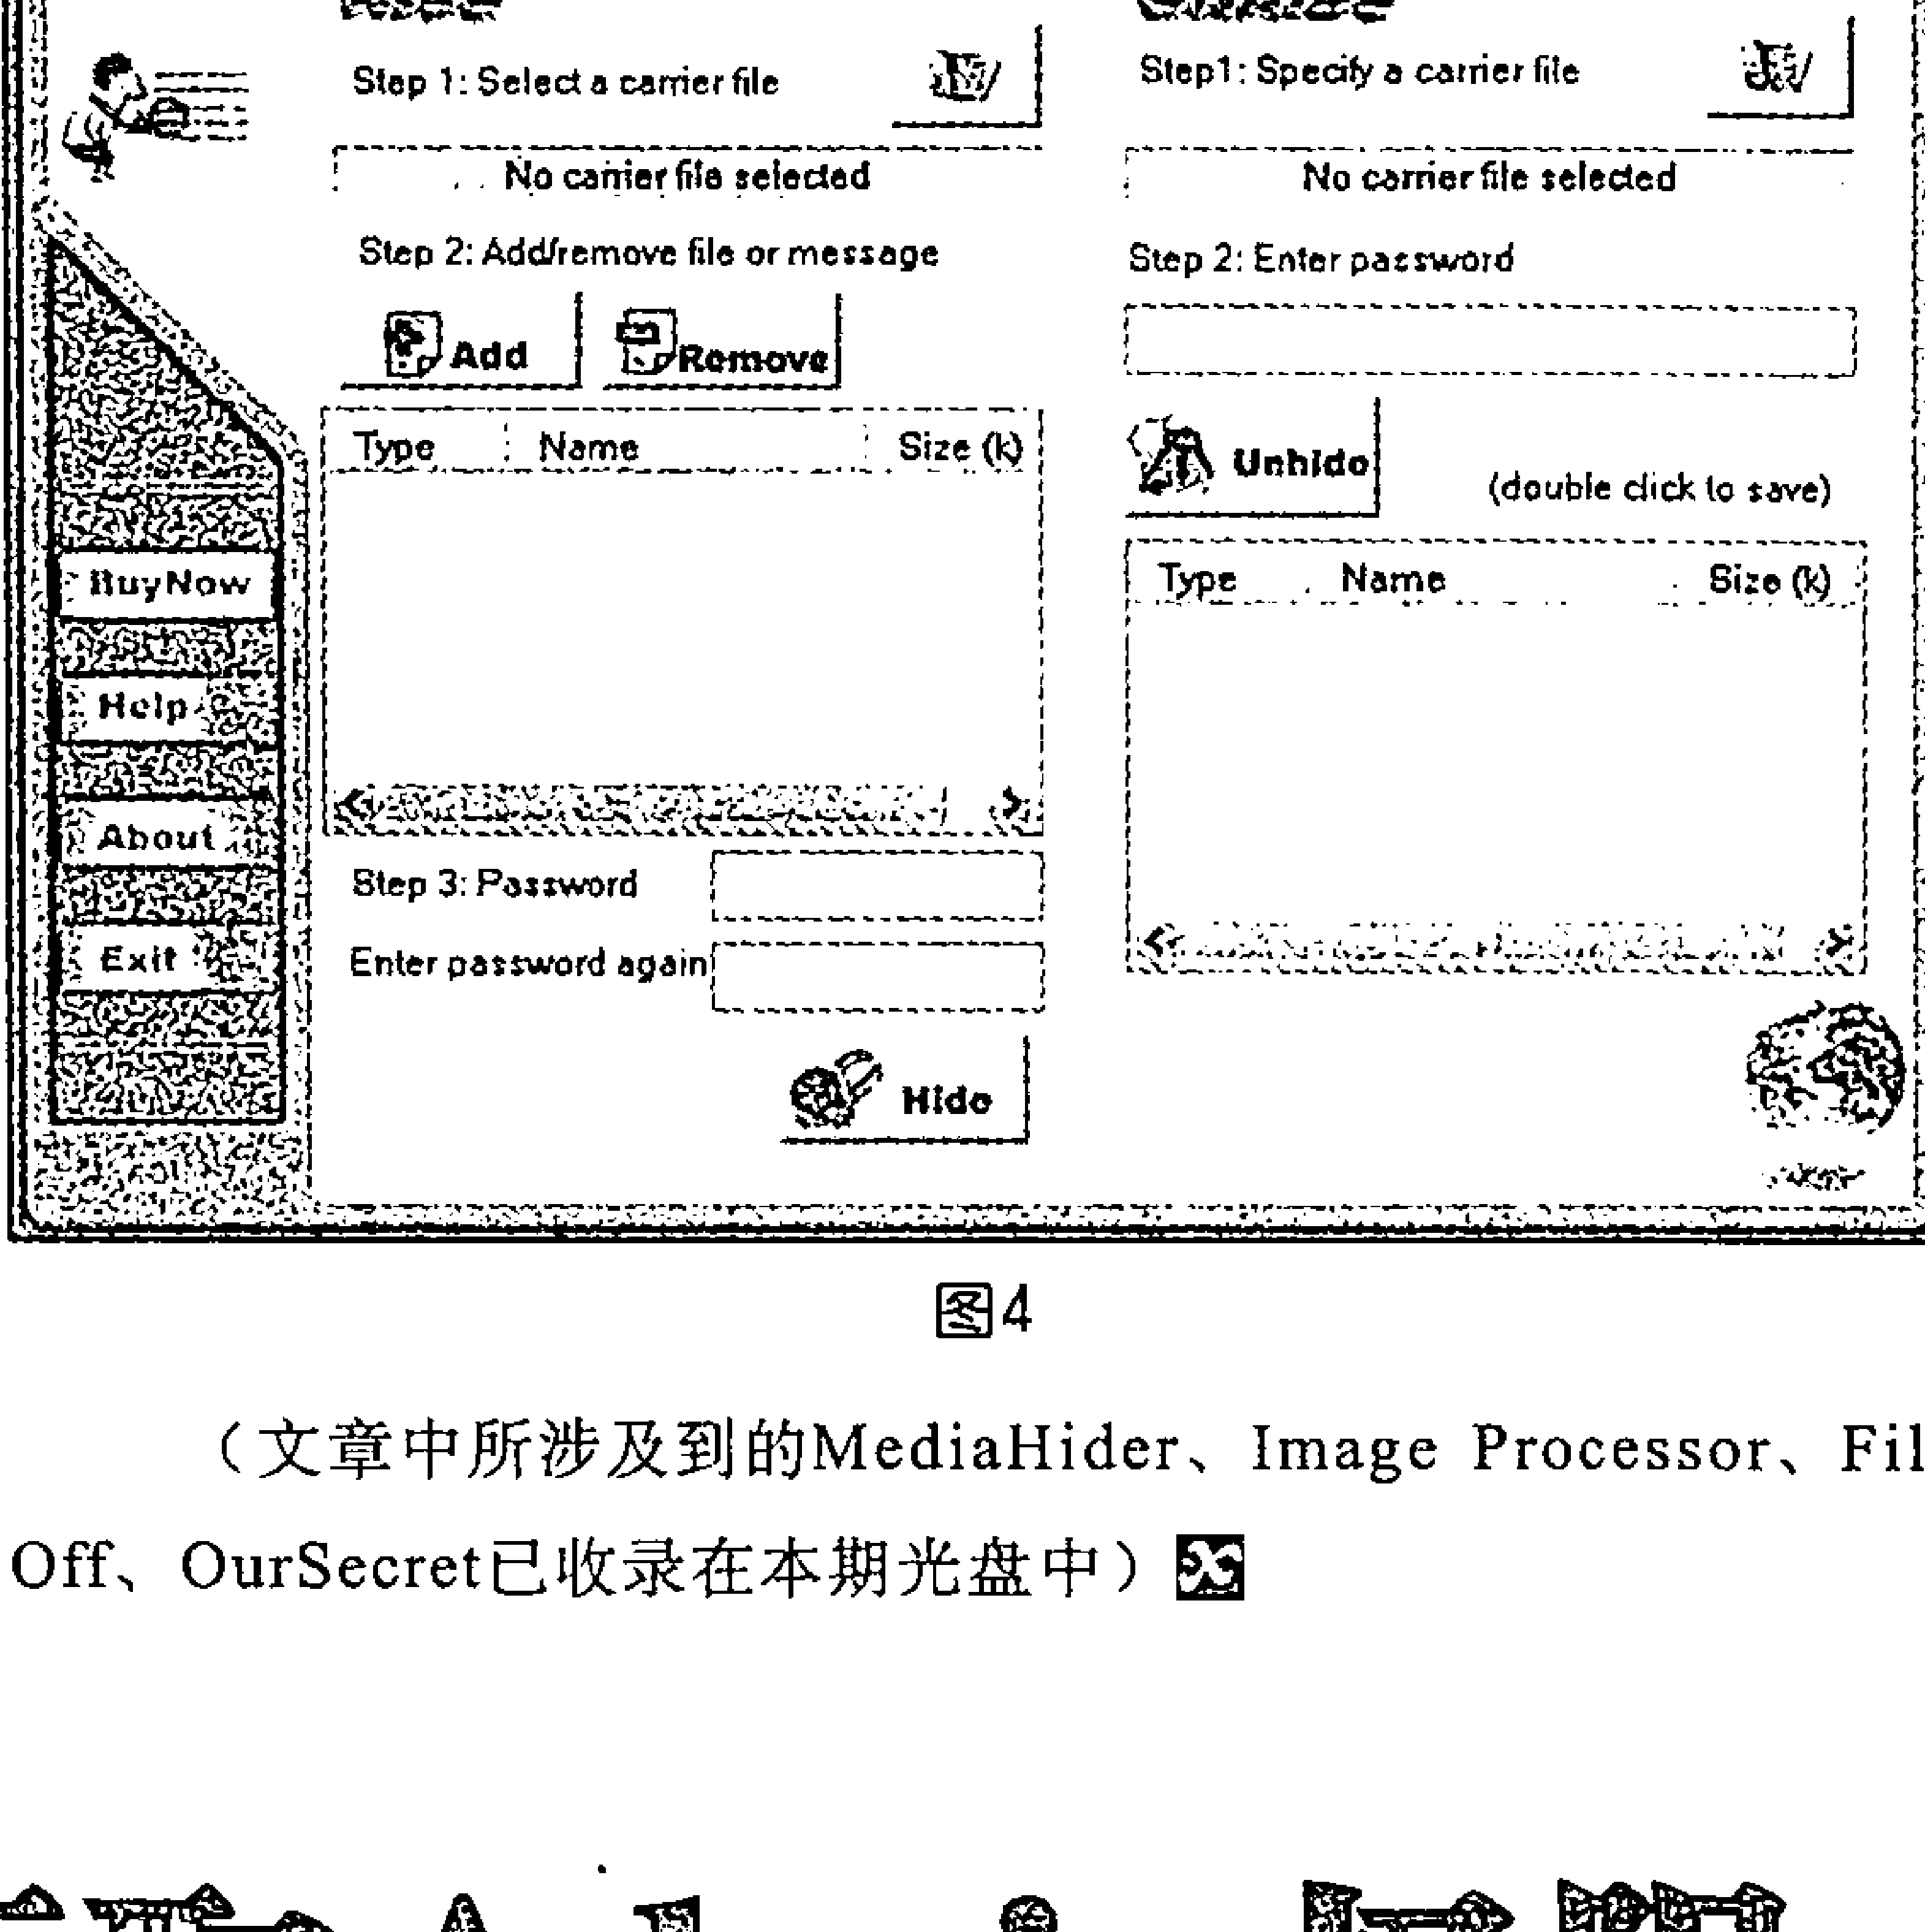 Step 1: Select a carrier file
No carrier file selected
Step 2: Add/remove file or message
Add
Remove
Type Name Size (k)
Step 3: Password
Enter password again
Hide
Step1: Specify a carrier file
No carrier file selected
Step 2: Enter password
Unhide
(double click to save)
Type Name Size (k)
BuyNow
Help
About
Exit
图4
（文章中所涉及到的MediaHider、Image Processor、Fil
Off、OurSecret已收录在本期光盘中）